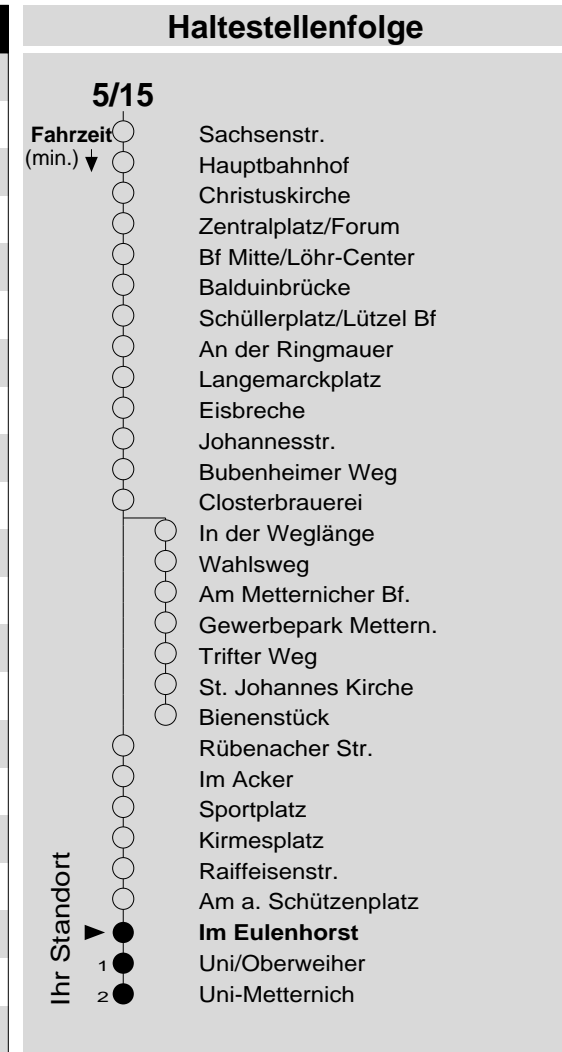 Haltestellenfolge
5/15
Fahrzeit
(min.)
Sachsenstr.
Hauptbahnhof
Christuskirche
Zentralplatz/Forum
Bf Mitte/Löhr-Center
Balduinbrücke
Schüllerplatz/Lützel Bf
An der Ringmauer
Langemarckplatz
Eisbreche
Johannesstr.
Bubenheimer Weg
Closterbrauerei
In der Weglänge
Wahlsweg
Am Metternicher Bf.
Gewerbepark Mettern.
Trifter Weg
St. Johannes Kirche
Bienenstück
Rübenacher Str.
Im Acker
Sportplatz
Kirmesplatz
Raiffeisenstr.
Am a. Schützenplatz
Ihr Standort
Im Eulenhorst
1 Uni/Oberweiher
2 Uni-Metternich